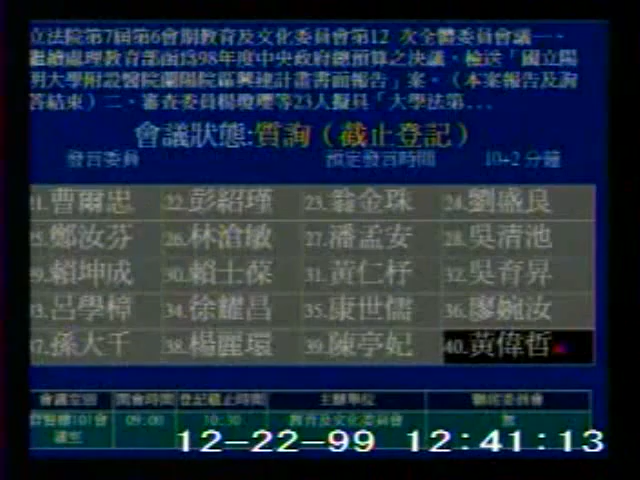 立法院第7屆第6會期教育及文化委員會第12 次全體委員會議一、
繼續處理教育部函送98年度中央政府總預算之決議，檢送「國立陽
明大學附設醫院蘭陽院區興建計畫書面報告」案。(本案報告及詢
答結束)二、審查委員楊瓊瓔等23人擬具「大學法第...
會議狀態:質詢(截止登記)
發言委員 預定發言時間 10+2 分鐘
21.曹爾忠 22.彭紹瑾 23.翁金珠 24.劉盛良
25.鄭汝芬 26.林滄敏 27.潘孟安 28.吳清池
29.賴坤成 30.賴士葆 31.黃仁杼 32.吳育昇
33.呂學樟 34.徐耀昌 35.康世儒 36.廖婉汝
37.孫大千 38.楊麗環 39.陳亭妃 40.黃偉哲
會議室別 開會時間 登記截止時間 主辦單位 聯席委員會
群賢樓101會 09:00 10:30 教育及文化委員會 無
議室
12-22-99 12:41:13